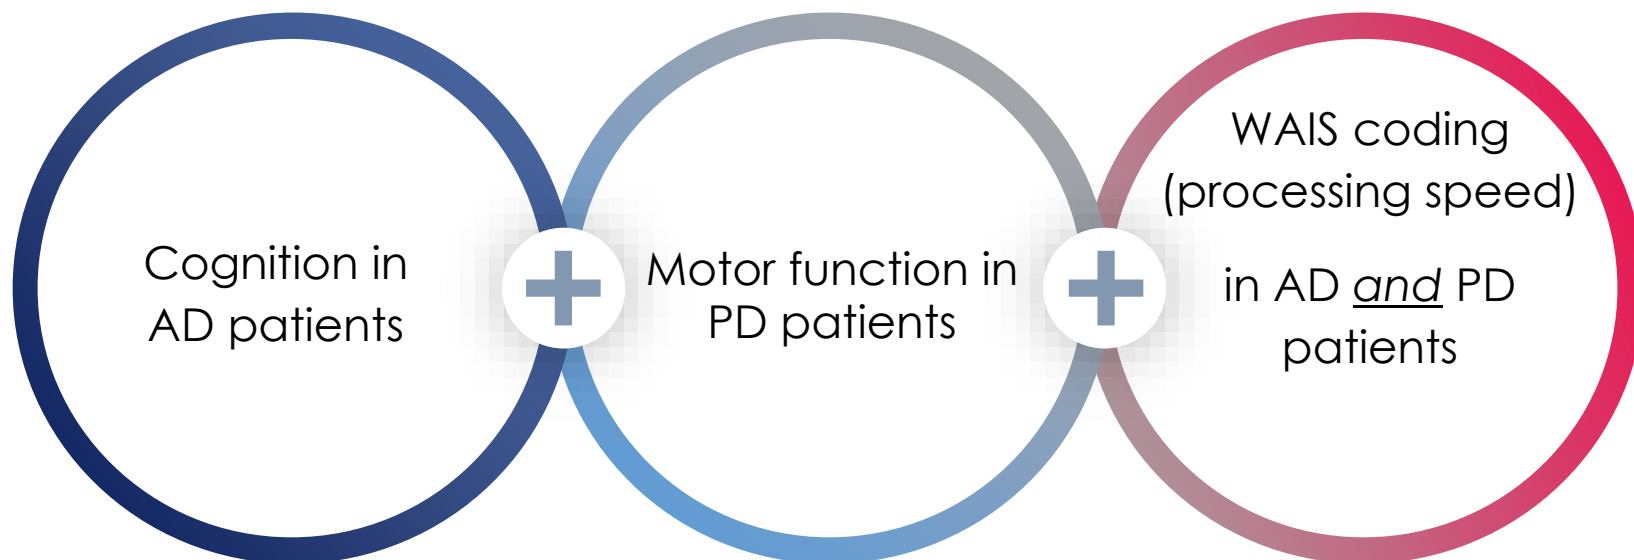 Cognition in
AD patients
Motor function in
PD patients
WAIS coding
(processing speed)
in AD and PD
patients